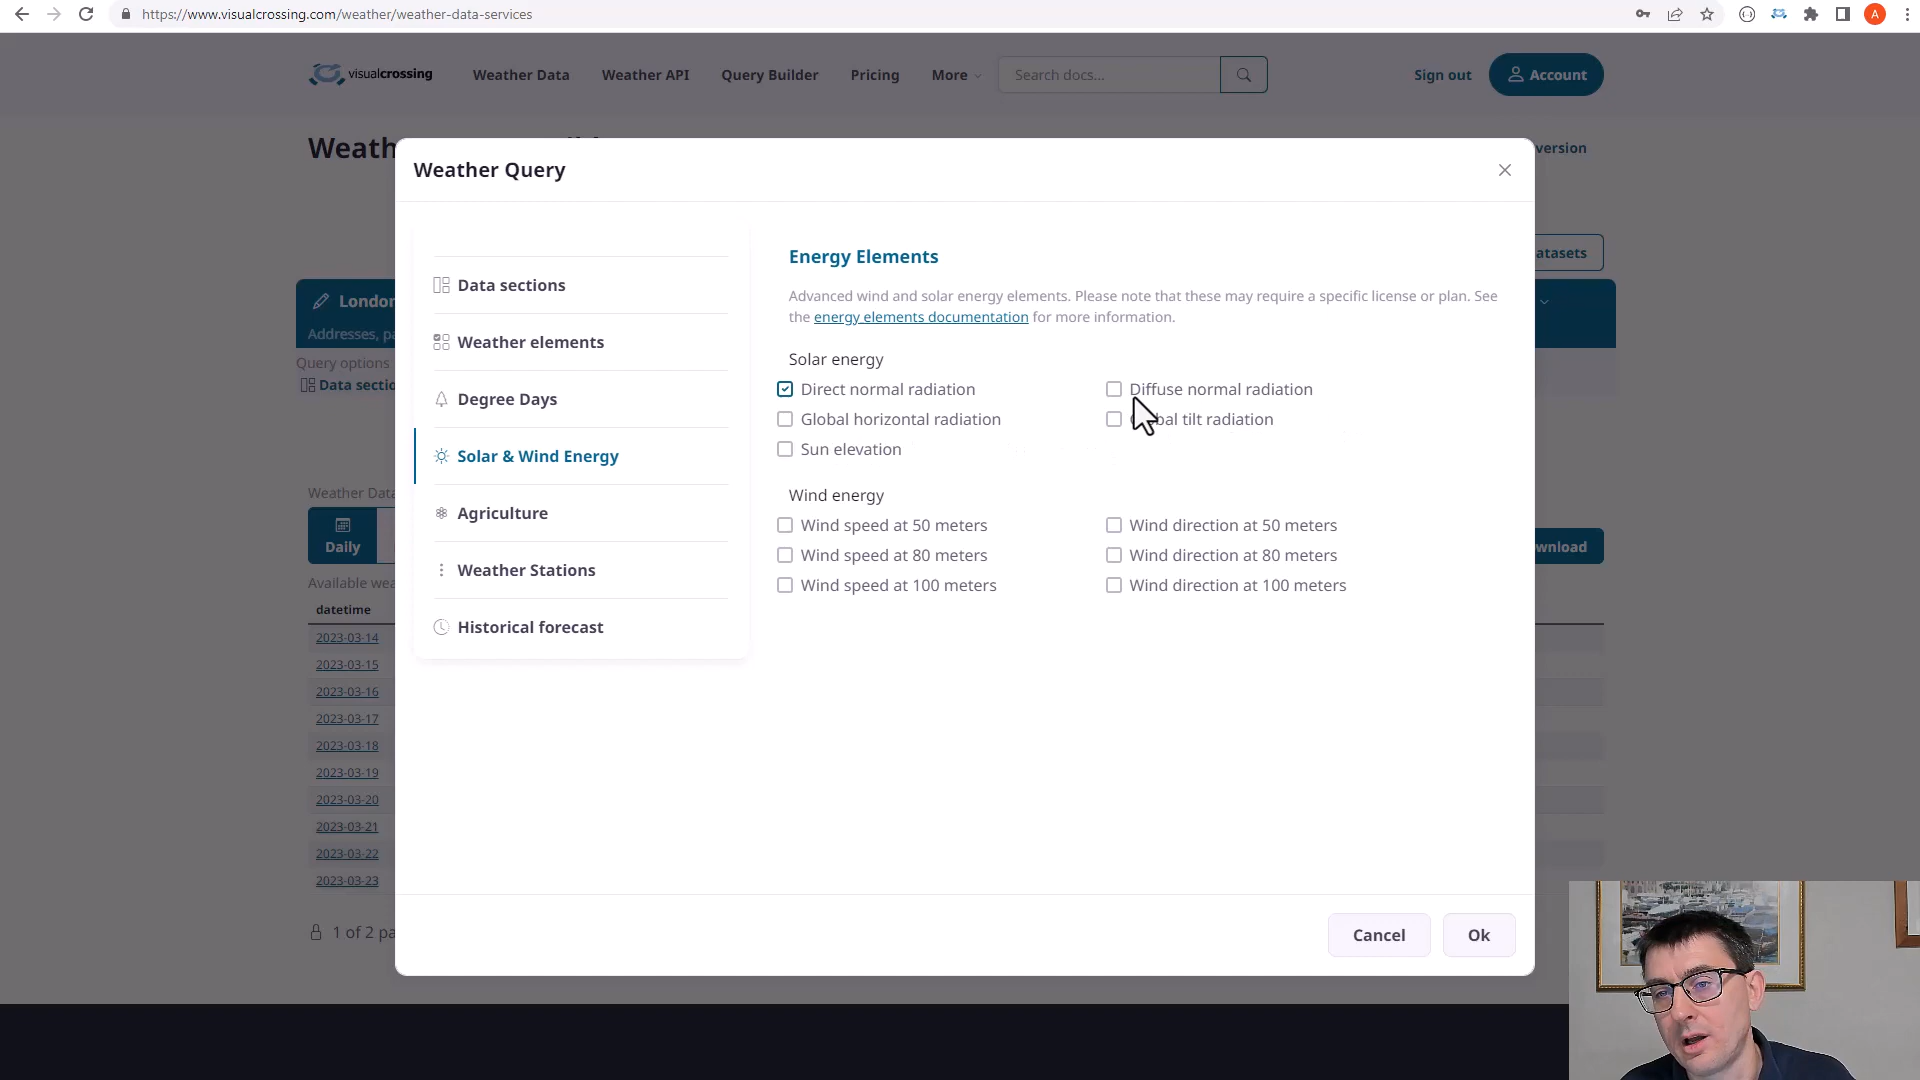 https://www.visualcrossing.com/weather/weather-data-services
A
visualcrossing
Weather Data
Weather API
Query Builder
Pricing
More
Search docs...
Sign out
Account
Weath
version
Weather Query
atasets
London
Addresses, pa
Query options
Data sectio
Data sections
Weather elements
Degree Days
Solar & Wind Energy
Agriculture
Weather Stations
Historical forecast
Energy Elements
Advanced wind and solar energy elements. Please note that these may require a specific license or plan. See
the energy elements documentation for more information.
Solar energy
Direct normal radiation
Diffuse normal radiation
Global horizontal radiation
bal tilt radiation
Sun elevation
Wind energy
Wind speed at 50 meters
Wind direction at 50 meters
Wind speed at 80 meters
Wind direction at 80 meters
Wind speed at 100 meters
Wind direction at 100 meters
Weather Data
Daily
wnload
Available wea
datetime
2023-03-14
2023-03-15
2023-03-16
2023-03-17
2023-03-18
2023-03-19
2023-03-20
2023-03-21
2023-03-22
2023-03-23
1 of 2 pa
Cancel
Ok